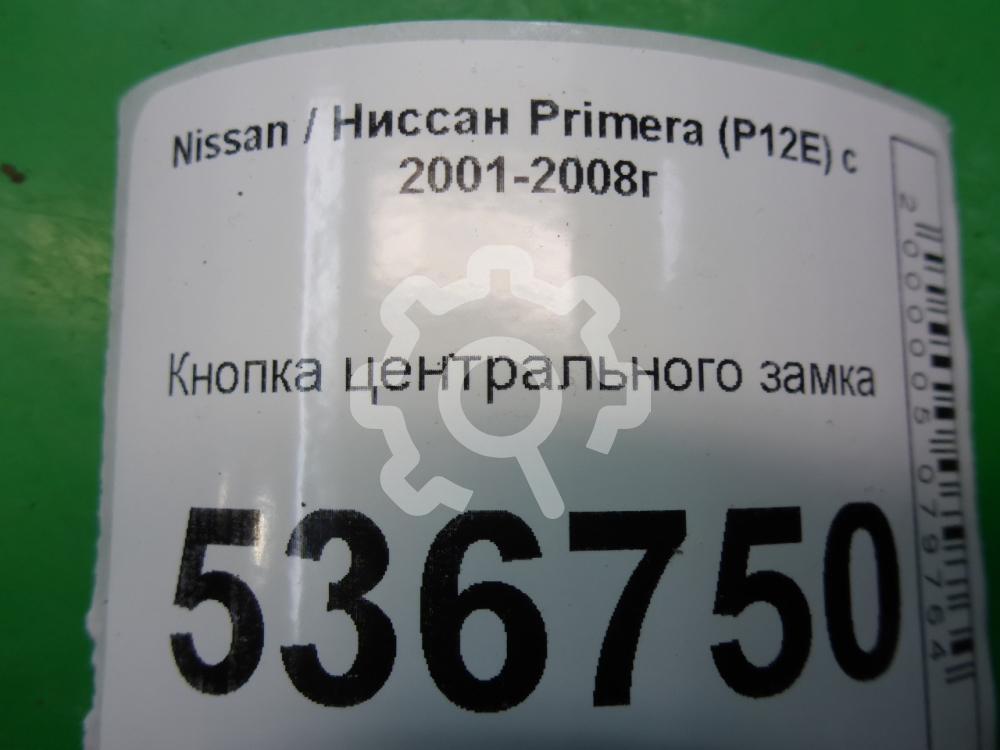 Nissan / Ниссан Primera (P12E) с
2001-2008г
Кнопка центрального замка
536750
2000005079764